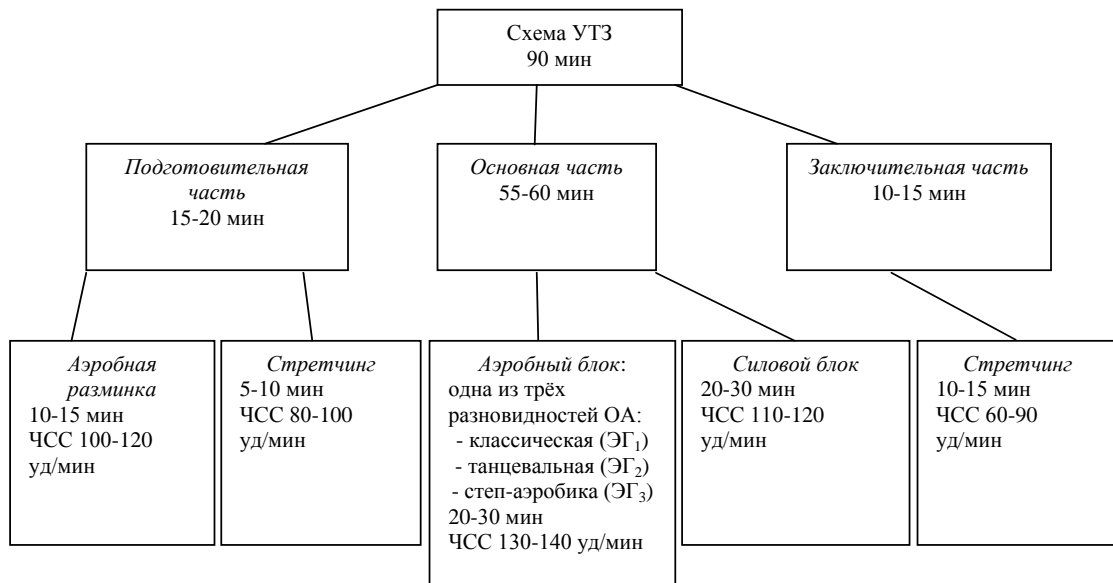 Схема УТЗ
90 мин
Подготовительная
часть
15-20 мин
Основная часть
55-60 мин
Заключительная часть
10-15 мин
Аэробная
разминка
10-15 мин
ЧСС 100-120
уд/мин
Стретчинг
5-10 мин
ЧСС 80-100
уд/мин
Аэробный блок:
одна из трёх
разновидностей ОА:
- классическая (ЭГ₁)
- танцевальная (ЭГ₂)
- степ-аэробика (ЭГ₃)
20-30 мин
ЧСС 130-140 уд/мин
Силовой блок
20-30 мин
ЧСС 110-120
уд/мин
Стретчинг
10-15 мин
ЧСС 60-90
уд/мин